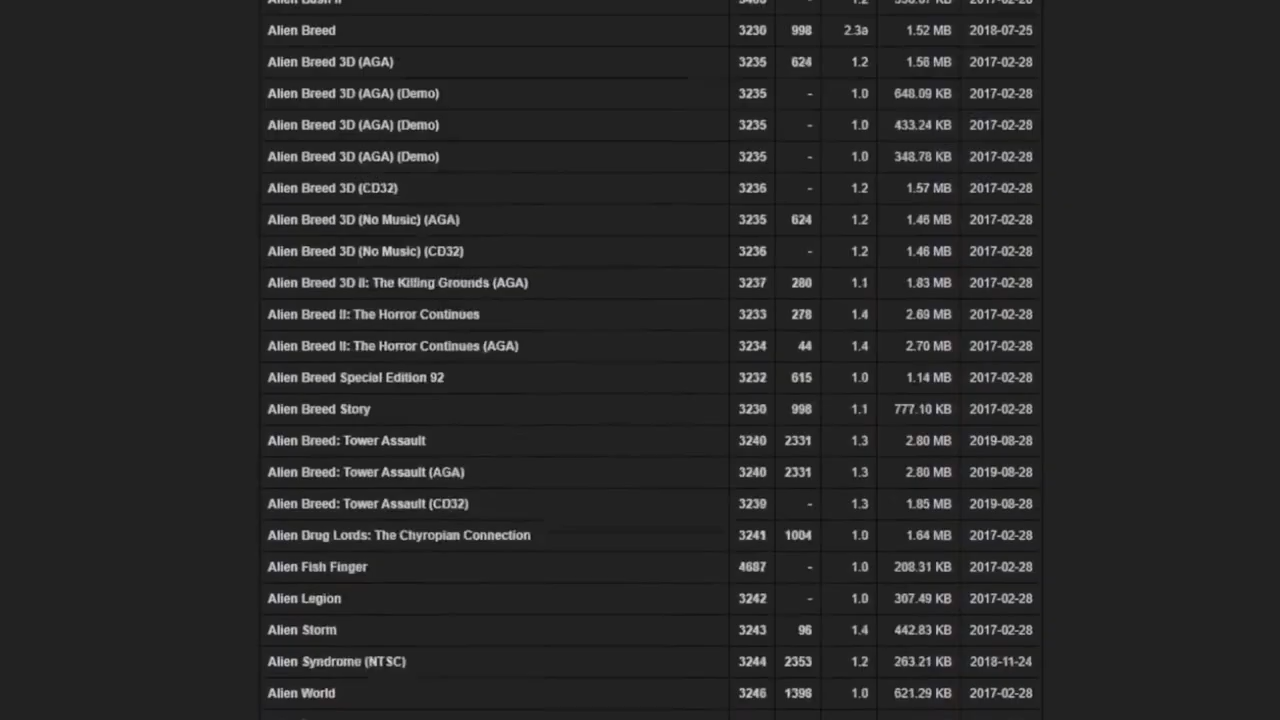 Alien Breed 3230 998 2.3a 1.52 MB 2018-07-25
Alien Breed 3D (AGA) 3235 624 1.2 1.56 MB 2017-02-28
Alien Breed 3D (AGA) (Demo) 3235 - 1.0 648.09 KB 2017-02-28
Alien Breed 3D (AGA) (Demo) 3235 - 1.0 433.24 KB 2017-02-28
Alien Breed 3D (AGA) (Demo) 3235 - 1.0 348.78 KB 2017-02-28
Alien Breed 3D (CD32) 3236 - 1.2 1.57 MB 2017-02-28
Alien Breed 3D (No Music) (AGA) 3235 624 1.2 1.46 MB 2017-02-28
Alien Breed 3D (No Music) (CD32) 3236 - 1.2 1.46 MB 2017-02-28
Alien Breed 3D II: The Killing Grounds (AGA) 3237 280 1.1 1.83 MB 2017-02-28
Alien Breed II: The Horror Continues 3233 278 1.4 2.69 MB 2017-02-28
Alien Breed II: The Horror Continues (AGA) 3234 44 1.4 2.70 MB 2017-02-28
Alien Breed Special Edition 92 3232 615 1.0 1.14 MB 2017-02-28
Alien Breed Story 3230 998 1.1 777.10 KB 2017-02-28
Alien Breed: Tower Assault 3240 2331 1.3 2.80 MB 2019-08-28
Alien Breed: Tower Assault (AGA) 3240 2331 1.3 2.80 MB 2019-08-28
Alien Breed: Tower Assault (CD32) 3239 - 1.3 1.85 MB 2019-08-28
Alien Drug Lords: The Chyropian Connection 3241 1004 1.0 1.64 MB 2017-02-28
Alien Fish Finger 4687 - 1.0 208.31 KB 2017-02-28
Alien Legion 3242 - 1.0 307.49 KB 2017-02-28
Alien Storm 3243 96 1.4 442.83 KB 2017-02-28
Alien Syndrome (NTSC) 3244 2353 1.2 263.21 KB 2018-11-24
Alien World 3246 1398 1.0 621.29 KB 2017-02-28